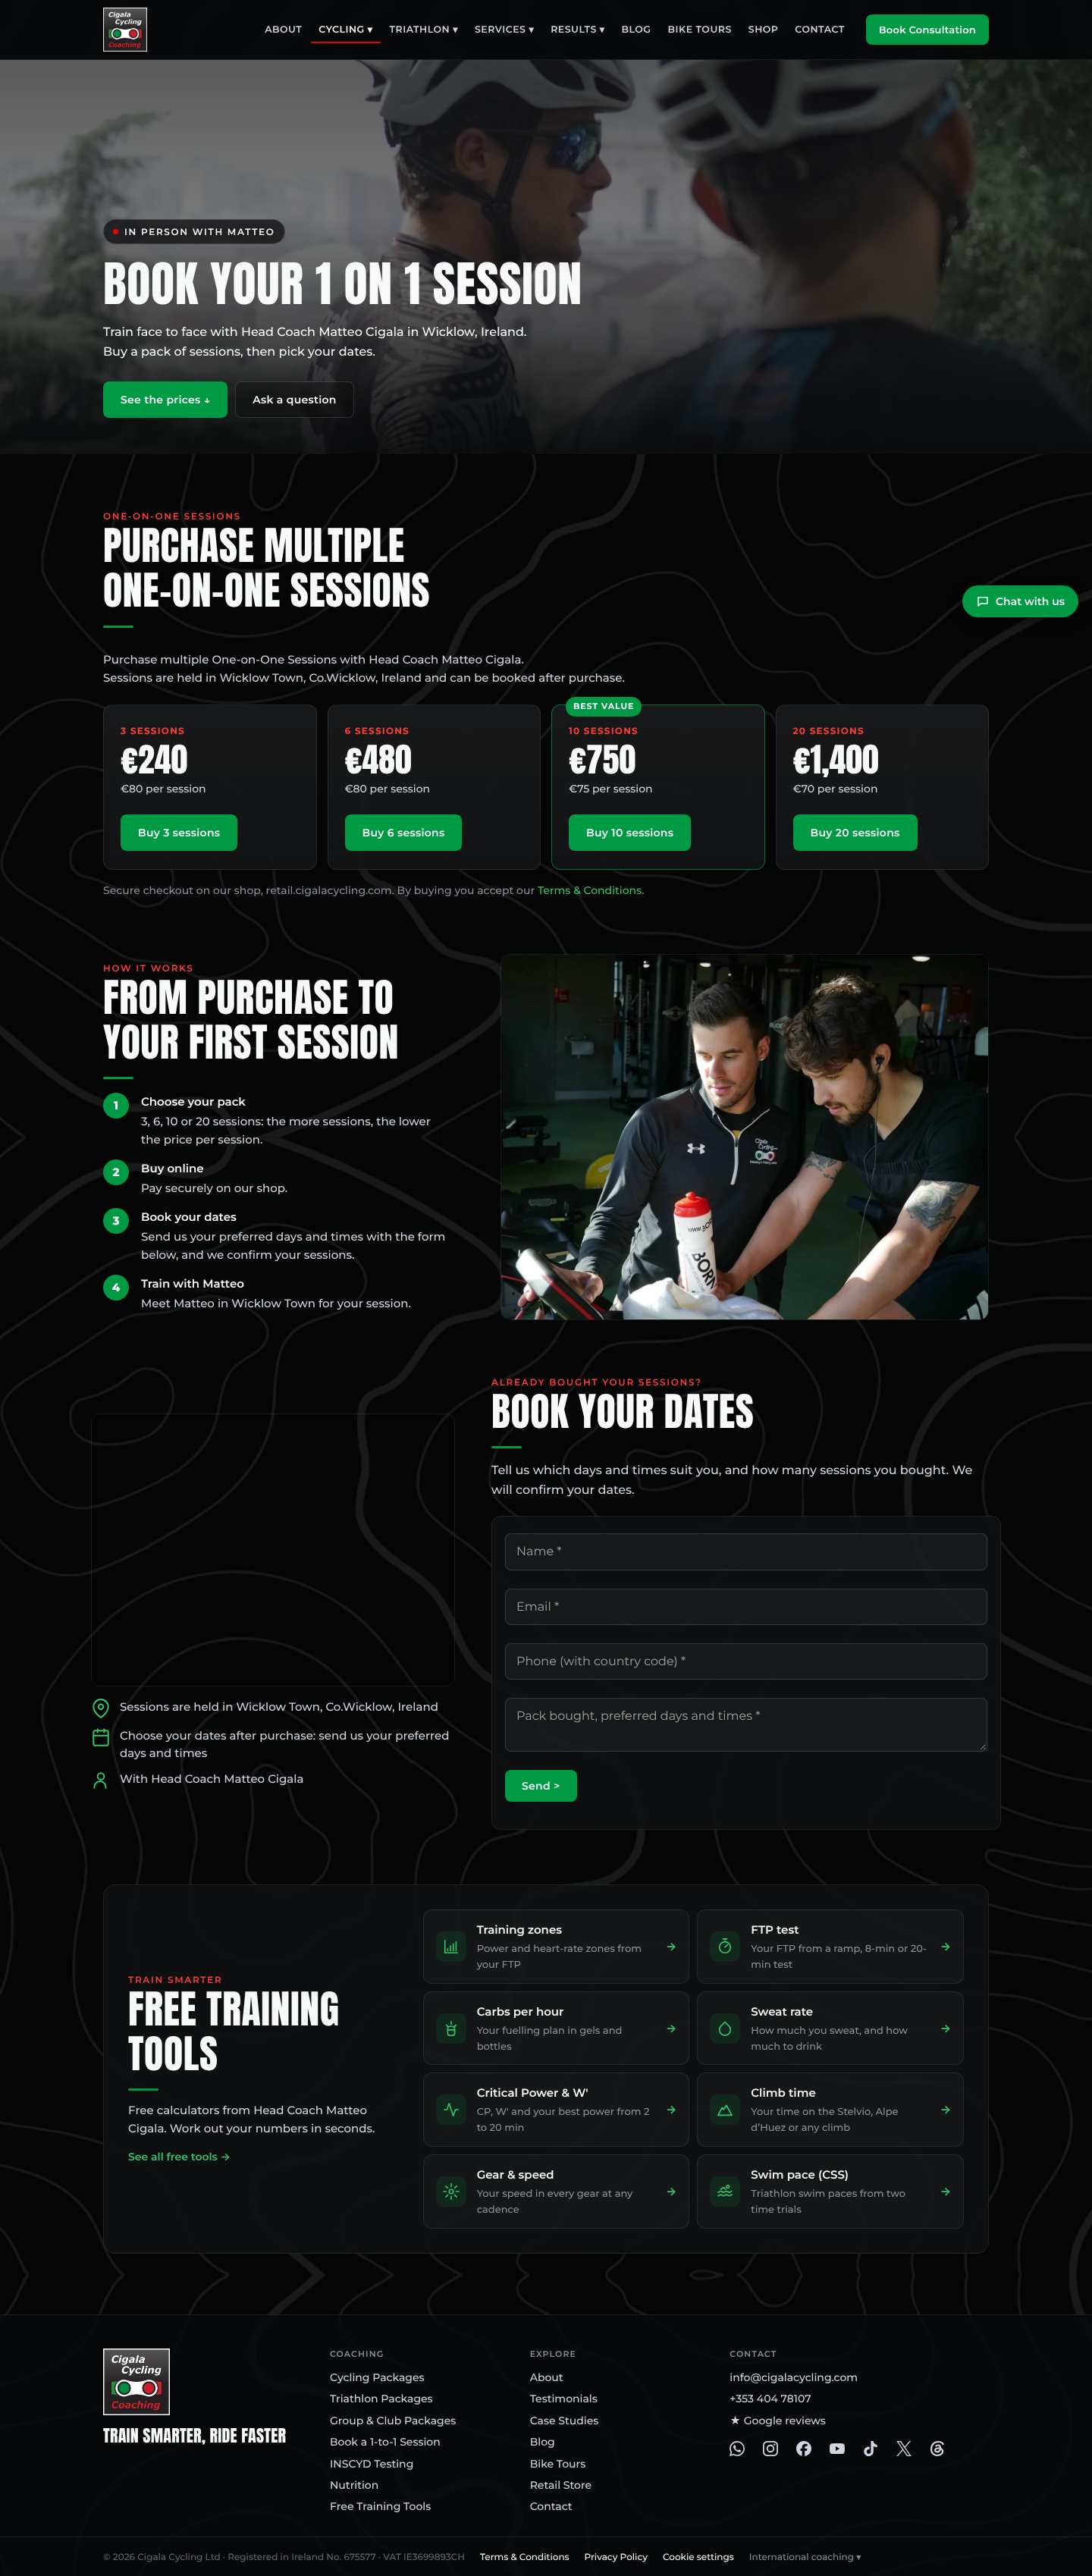 Cigala
Cycling
Coaching
ABOUT
CYCLING ▾
TRIATHLON ▾
SERVICES ▾
RESULTS ▾
BLOG
BIKE TOURS
SHOP
CONTACT
Book Consultation
IN PERSON WITH MATTEO
BOOK YOUR 1 ON 1 SESSION
Train face to face with Head Coach Matteo Cigala in Wicklow, Ireland.
Buy a pack of sessions, then pick your dates.
See the prices ↓
Ask a question
ONE-ON-ONE SESSIONS
PURCHASE MULTIPLE
ONE-ON-ONE SESSIONS
Chat with us
Purchase multiple One-on-One Sessions with Head Coach Matteo Cigala.
Sessions are held in Wicklow Town, Co.Wicklow, Ireland and can be booked after purchase.
3 SESSIONS
€240
€80 per session
Buy 3 sessions
6 SESSIONS
€480
€80 per session
Buy 6 sessions
BEST VALUE
10 SESSIONS
€750
€75 per session
Buy 10 sessions
20 SESSIONS
€1,400
€70 per session
Buy 20 sessions
Secure checkout on our shop, retail.cigalacycling.com. By buying you accept our Terms & Conditions.
HOW IT WORKS
FROM PURCHASE TO
YOUR FIRST SESSION
1
Choose your pack
3, 6, 10 or 20 sessions: the more sessions, the lower
the price per session.
2
Buy online
Pay securely on our shop.
3
Book your dates
Send us your preferred days and times with the form
below, and we confirm your sessions.
4
Train with Matteo
Meet Matteo in Wicklow Town for your session.
Cigala
Cycling
BORN
ALREADY BOUGHT YOUR SESSIONS?
BOOK YOUR DATES
Tell us which days and times suit you, and how many sessions you bought. We
will confirm your dates.
Name *
Email *
Phone (with country code) *
Pack bought, preferred days and times *
Send >
Sessions are held in Wicklow Town, Co.Wicklow, Ireland
Choose your dates after purchase: send us your preferred
days and times
With Head Coach Matteo Cigala
TRAIN SMARTER
FREE TRAINING
TOOLS
Free calculators from Head Coach Matteo
Cigala. Work out your numbers in seconds.
See all free tools →
Training zones
Power and heart-rate zones from
your FTP
→
FTP test
Your FTP from a ramp, 8-min or 20-
min test
→
Carbs per hour
Your fuelling plan in gels and
bottles
→
Sweat rate
How much you sweat, and how
much to drink
→
Critical Power & W'
CP, W' and your best power from 2
to 20 min
→
Climb time
Your time on the Stelvio, Alpe
d'Huez or any climb
→
Gear & speed
Your speed in every gear at any
cadence
→
Swim pace (CSS)
Triathlon swim paces from two
time trials
→
Cigala
Cycling
Coaching
TRAIN SMARTER, RIDE FASTER
COACHING
Cycling Packages
Triathlon Packages
Group & Club Packages
Book a 1-to-1 Session
INSCYD Testing
Nutrition
Free Training Tools
EXPLORE
About
Testimonials
Case Studies
Blog
Bike Tours
Retail Store
Contact
CONTACT
info@cigalacycling.com
+353 404 78107
★ Google reviews
© 2026 Cigala Cycling Ltd · Registered in Ireland No. 675577 · VAT IE3699893CH
Terms & Conditions
Privacy Policy
Cookie settings
International coaching ▾